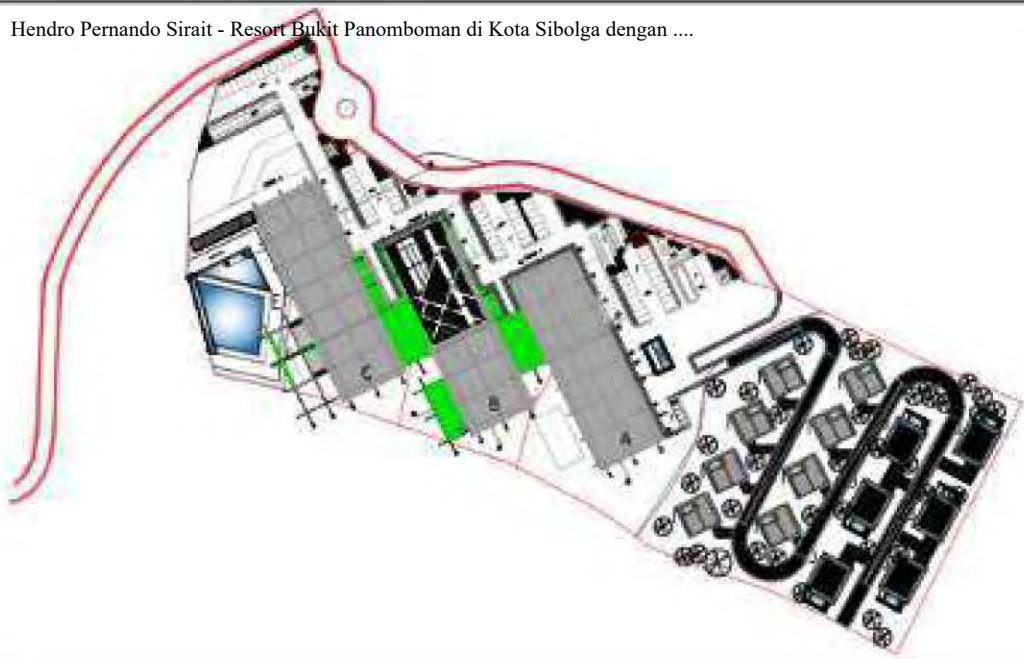 Hendro Pernando Sirait - Resort Bukit Panomboman di Kota Sibolga dengan ....
C
B
A